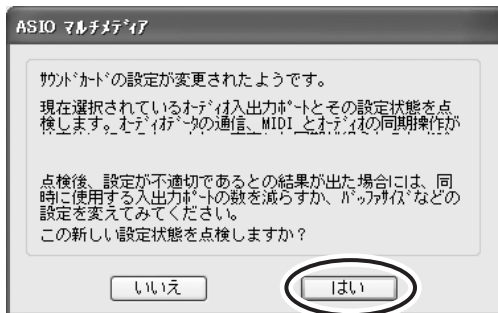 ASIO ﾏﾙﾁﾒﾃﾞｨｱ
ｻｳﾝﾄﾞｶｰﾄﾞの設定が変更されたようです。
現在選択されているｵｰﾃﾞｨｵ入出力ﾎﾟｰﾄとその設定状態を点
検します。ｵｰﾃﾞｨｵﾃﾞｰﾀの通信、MIDI とｵｰﾃﾞｨｵの同期操作が
点検後、設定が不適切であるとの結果が出た場合には、同
時に使用する入出力ﾎﾟｰﾄの数を減らすか、ﾊﾞｯﾌｧｻｲｽﾞなどの
設定を変えてみてください。
この新しい設定状態を点検しますか？
いいえ
はい